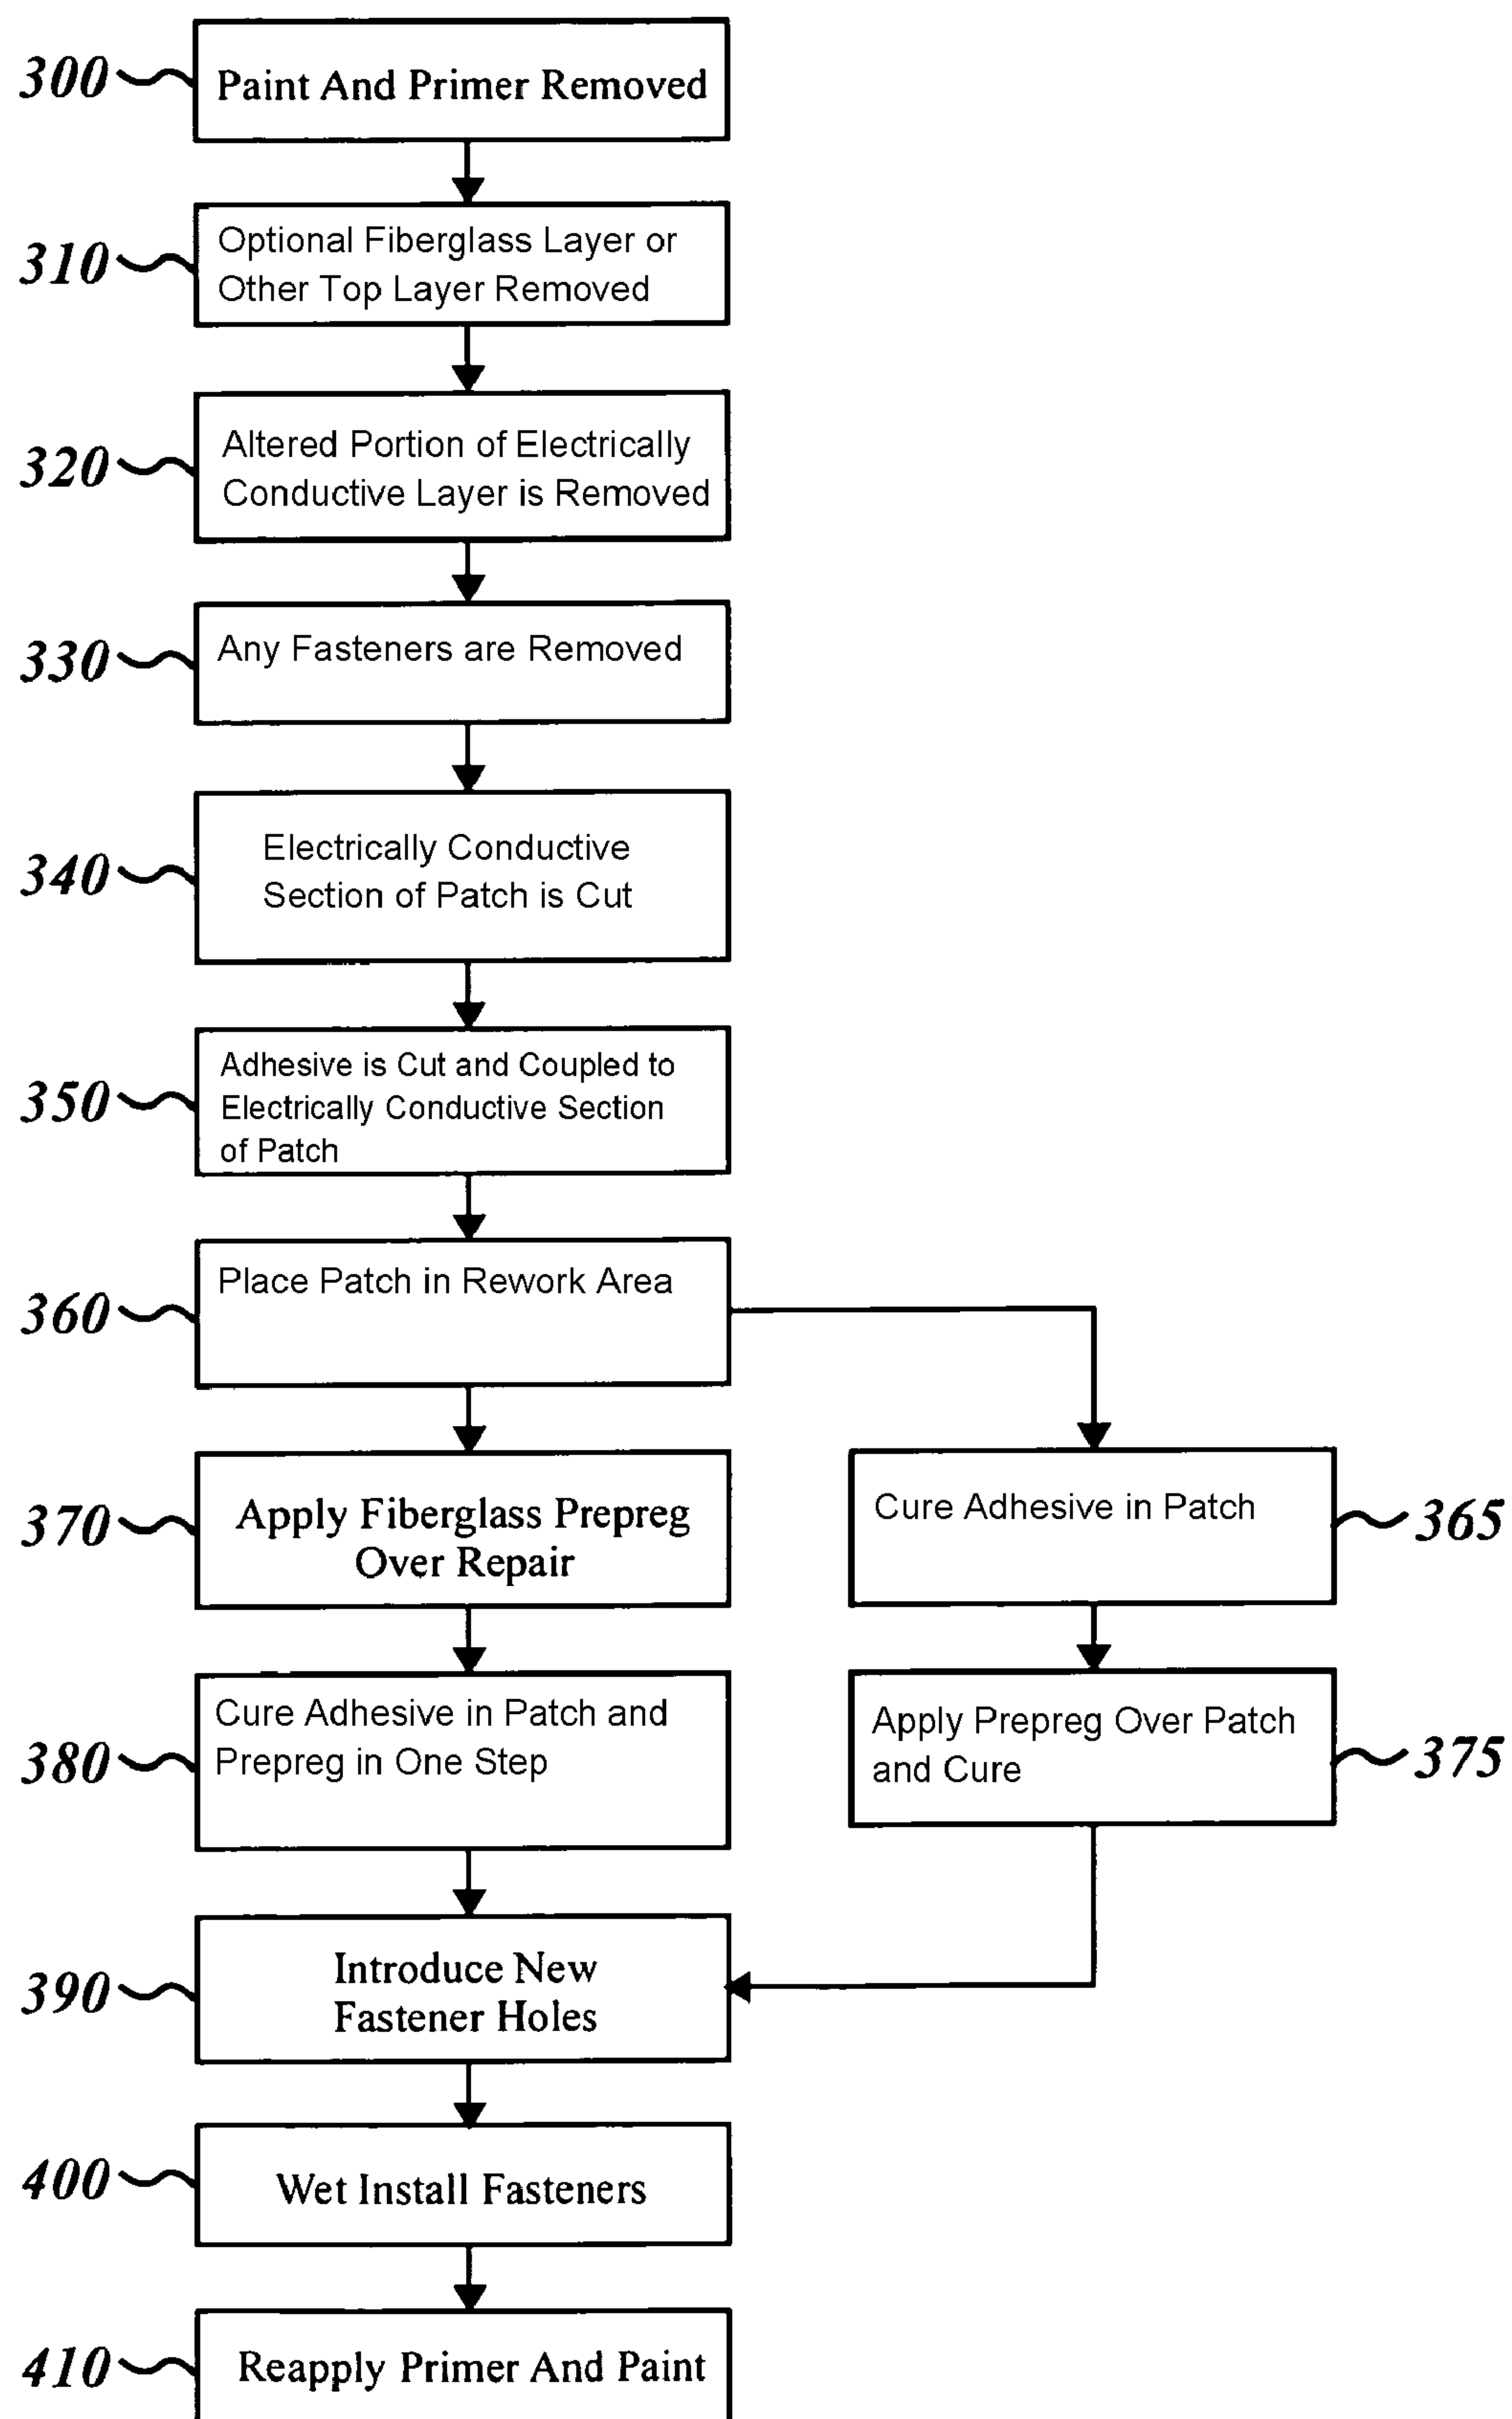 300
Paint And Primer Removed
310
Optional Fiberglass Layer or
Other Top Layer Removed
320
Altered Portion of Electrically
Conductive Layer is Removed
330
Any Fasteners are Removed
340
Electrically Conductive
Section of Patch is Cut
350
Adhesive is Cut and Coupled to
Electrically Conductive Section
of Patch
360
Place Patch in Rework Area
370
Apply Fiberglass Prepreg
Over Repair
Cure Adhesive in Patch
365
380
Cure Adhesive in Patch and
Prepreg in One Step
Apply Prepreg Over Patch
and Cure
375
390
Introduce New
Fastener Holes
400
Wet Install Fasteners
410
Reapply Primer And Paint